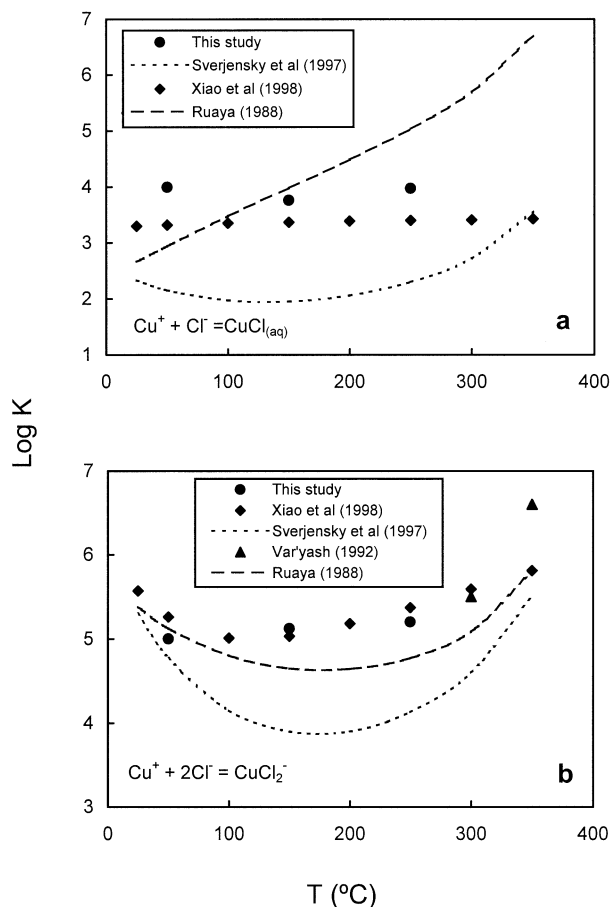 Log K
7
6
5
4
3
2
1
This study
Sverjensky et al (1997)
Xiao et a (1998)
Ruaya (1988)
Cu⁺ + Cl⁻ =CuCl₍aq₎
a
0 100 200 300 400
7
6
5
4
3
This study
Xiao et al (1998)
Sverjensky et al (1997)
Var'yash (1992)
Ruaya (1988)
Cu⁺ + 2Cl⁻ = CuCl₂⁻
b
0 100 200 300 400
T (ºC)